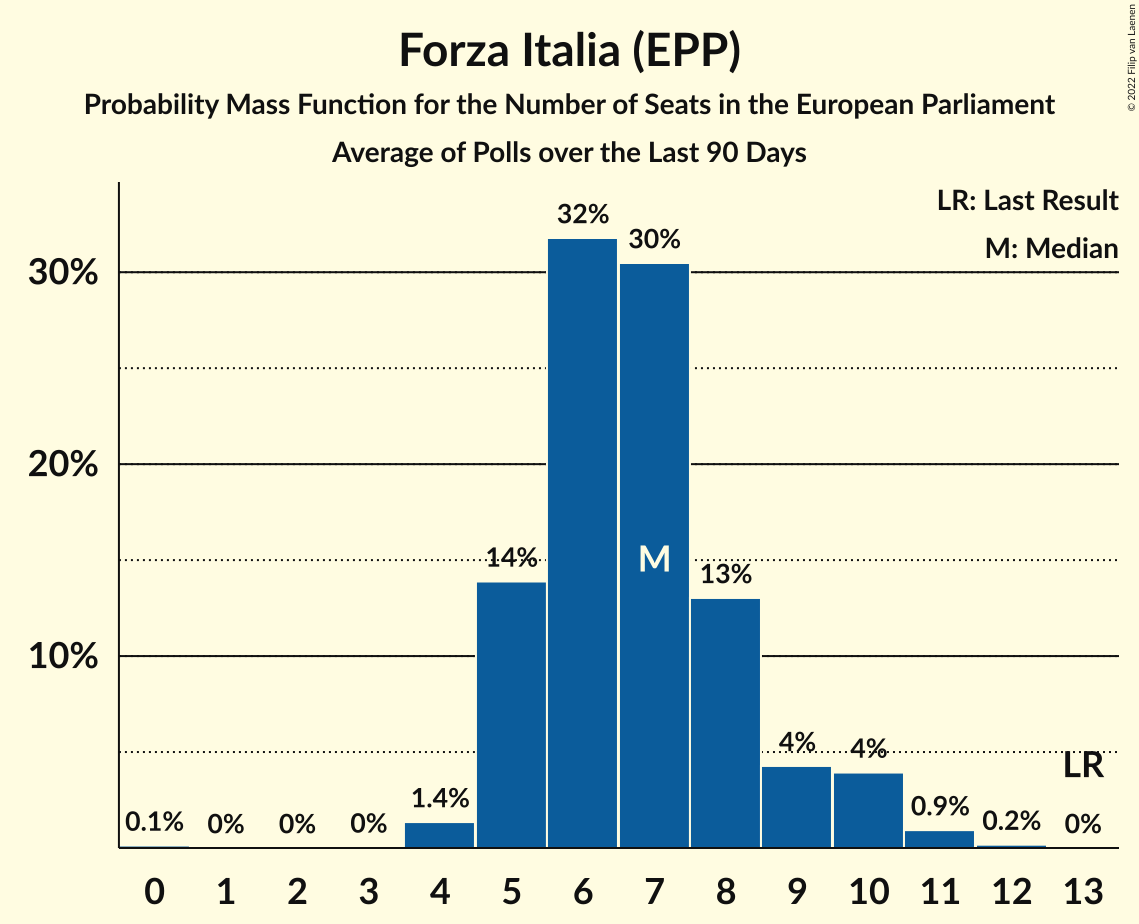 Forza Italia (EPP)
Probability Mass Function for the Number of Seats in the European Parliament
Average of Polls over the Last 90 Days
© 2022 Filip van Laenen
LR: Last Result
M: Median
32%
30%
30%
20%
14%
M
13%
10%
4%
4%
LR
0.1%
0%
0%
0%
1.4%
0.9%
0.2%
0%
0 1 2 3 4 5 6 7 8 9 10 11 12 13